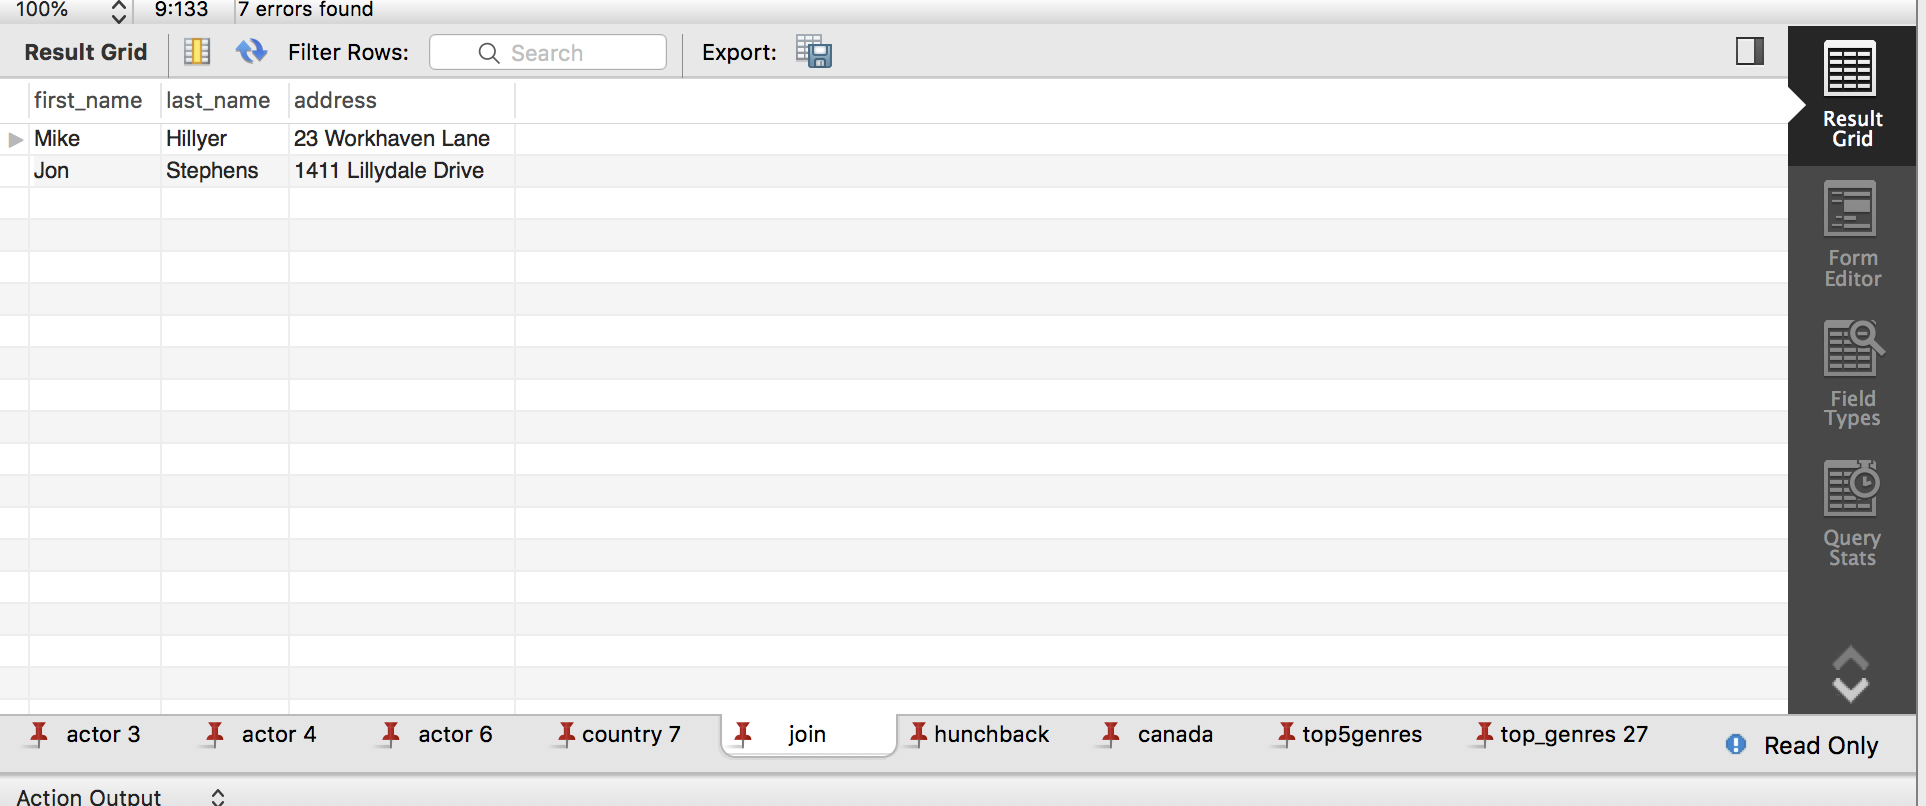 100% 9:133 7 errors found
Result Grid Filter Rows: Search Export:
first_name last_name address
Mike Hillyer 23 Workhaven Lane
Jon Stephens 1411 Lillydale Drive
Result
Grid
Form
Editor
Field
Types
Query
Stats
actor 3 actor 4 actor 6 country 7 join hunchback canada top5genres top_genres 27 Read Only
Action Output